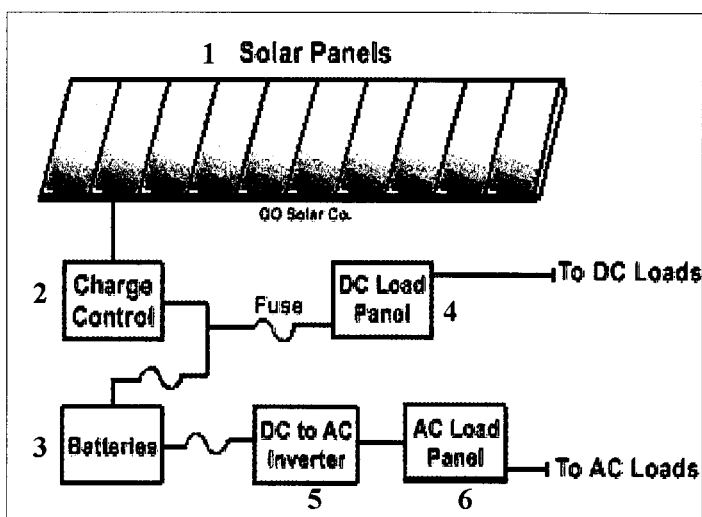 1 Solar Panels
OO Solar Co.
2 Charge Control
Fuse
DC Load Panel 4
To DC Loads
3 Batteries
DC to AC Inverter
5
AC Load Panel
6
To AC Loads